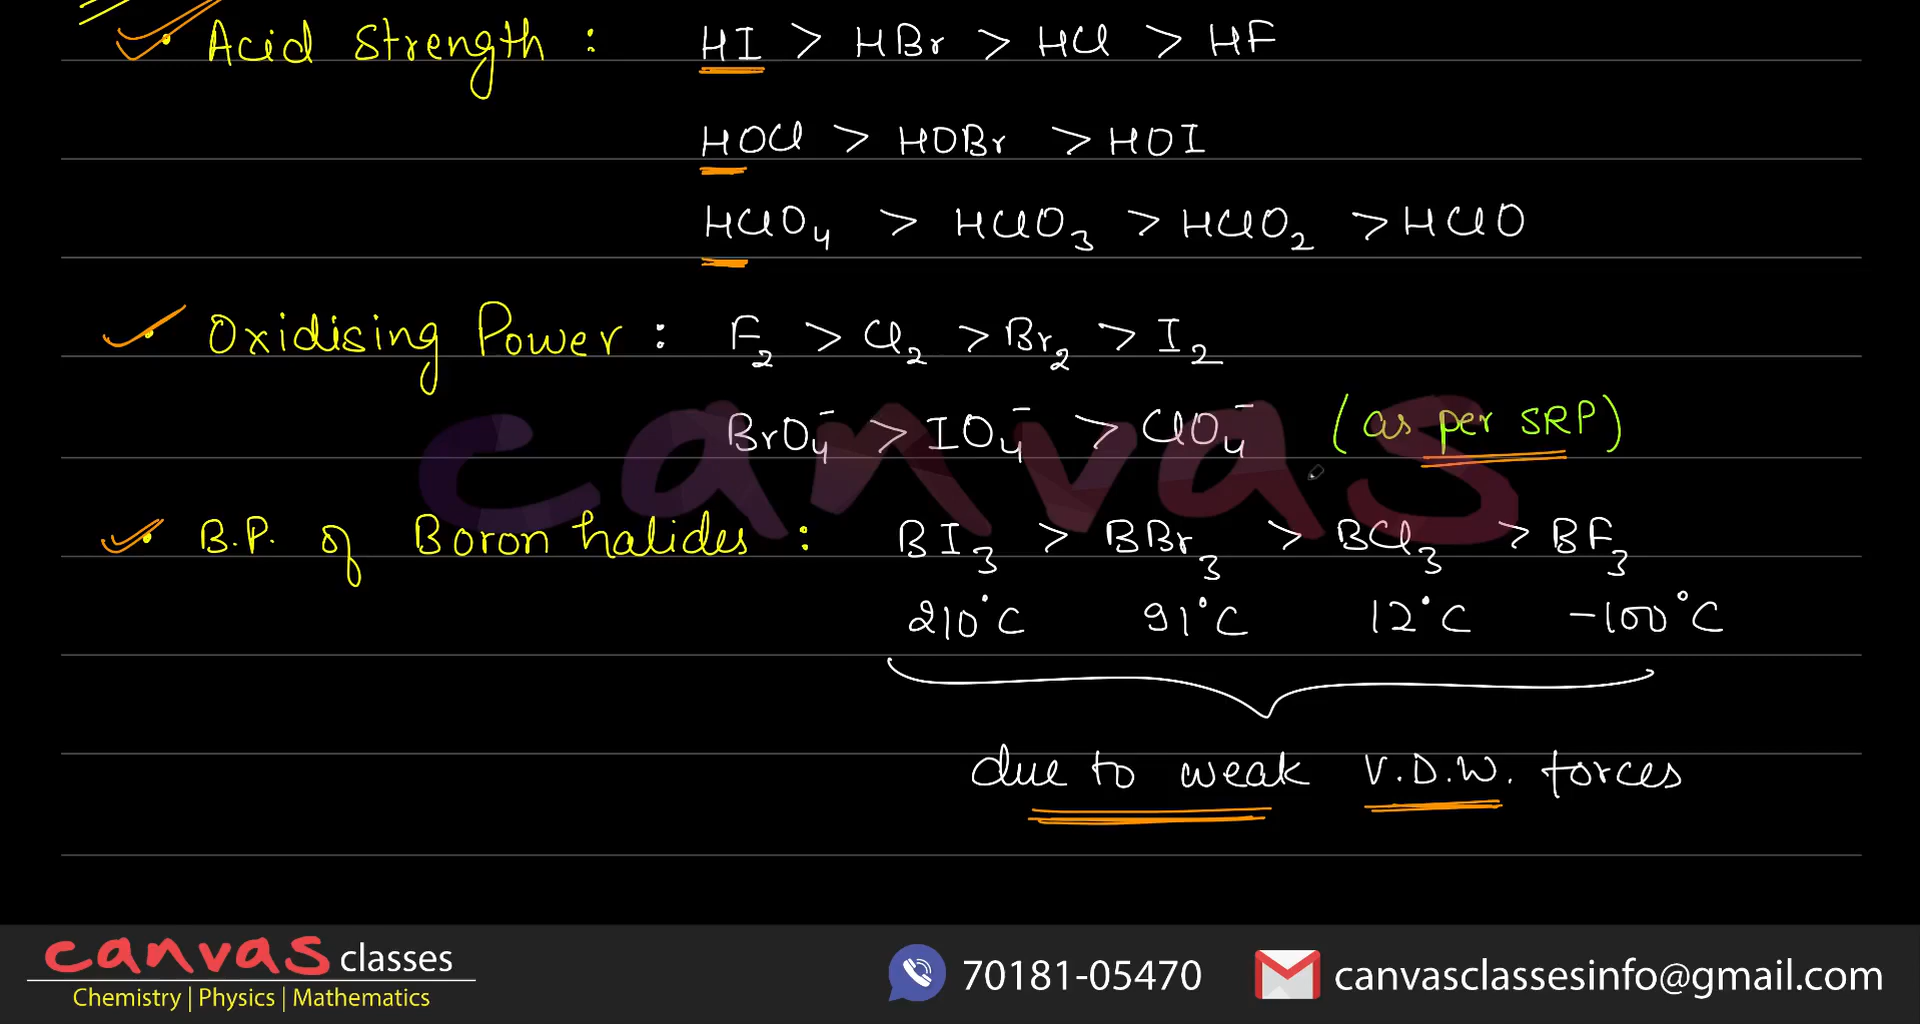 • Acid Strength : HI > HBr > HCl > HF
HOCl > HOBr > HOI
HClO₄ > HClO₃ > HClO₂ > HClO
• Oxidising Power : F₂ > Cl₂ > Br₂ > I₂
BrO₄⁻ > IO₄⁻ > ClO₄⁻ (as per SRP)
canvas
• B.P. of Boron halides : BI₃ > BBr₃ > BCl₃ > BF₃
210°C 91°C 12°C -100°C
due to weak V.D.W. forces
canvas classes
Chemistry | Physics | Mathematics
70181-05470
canvasclassesinfo@gmail.com